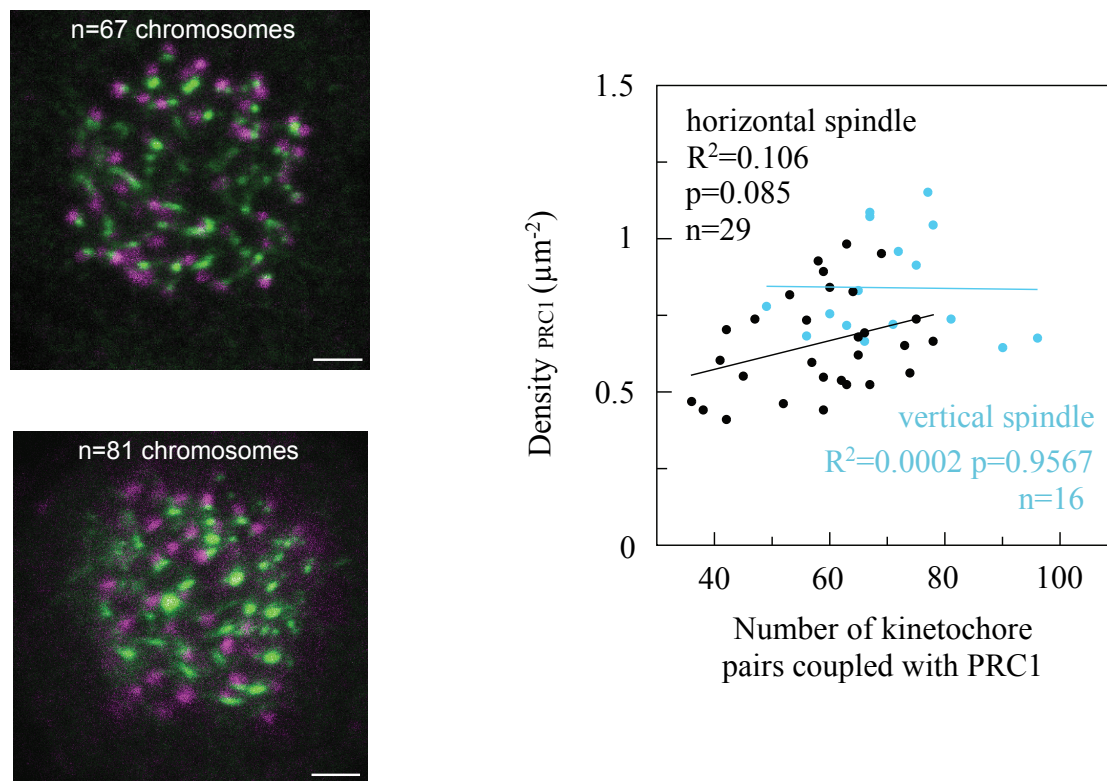 n=67 chromosomes
n=81 chromosomes
1.5
1
0.5
0
Density PRC1 (µm-2)
horizontal spindle
R2=0.106
p=0.085
n=29
vertical spindle
R2=0.0002 p=0.9567
n=16
40 60 80 100
Number of kinetochore
pairs coupled with PRC1